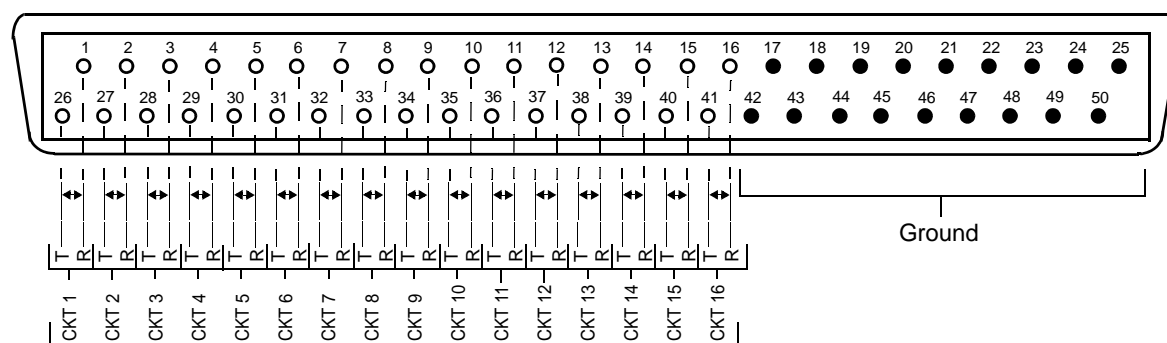 1 2 3 4 5 6 7 8 9 10 11 12 13 14 15 16 17 18 19 20 21 22 23 24 25
26 27 28 29 30 31 32 33 34 35 36 37 38 39 40 41 42 43 44 45 46 47 48 49 50
Ground
T R T R T R T R T R T R T R T R T R T R T R T R T R T R T R T R
CKT 1 CKT 2 CKT 3 CKT 4 CKT 5 CKT 6 CKT 7 CKT 8 CKT 9 CKT 10 CKT 11 CKT 12 CKT 13 CKT 14 CKT 15 CKT 16